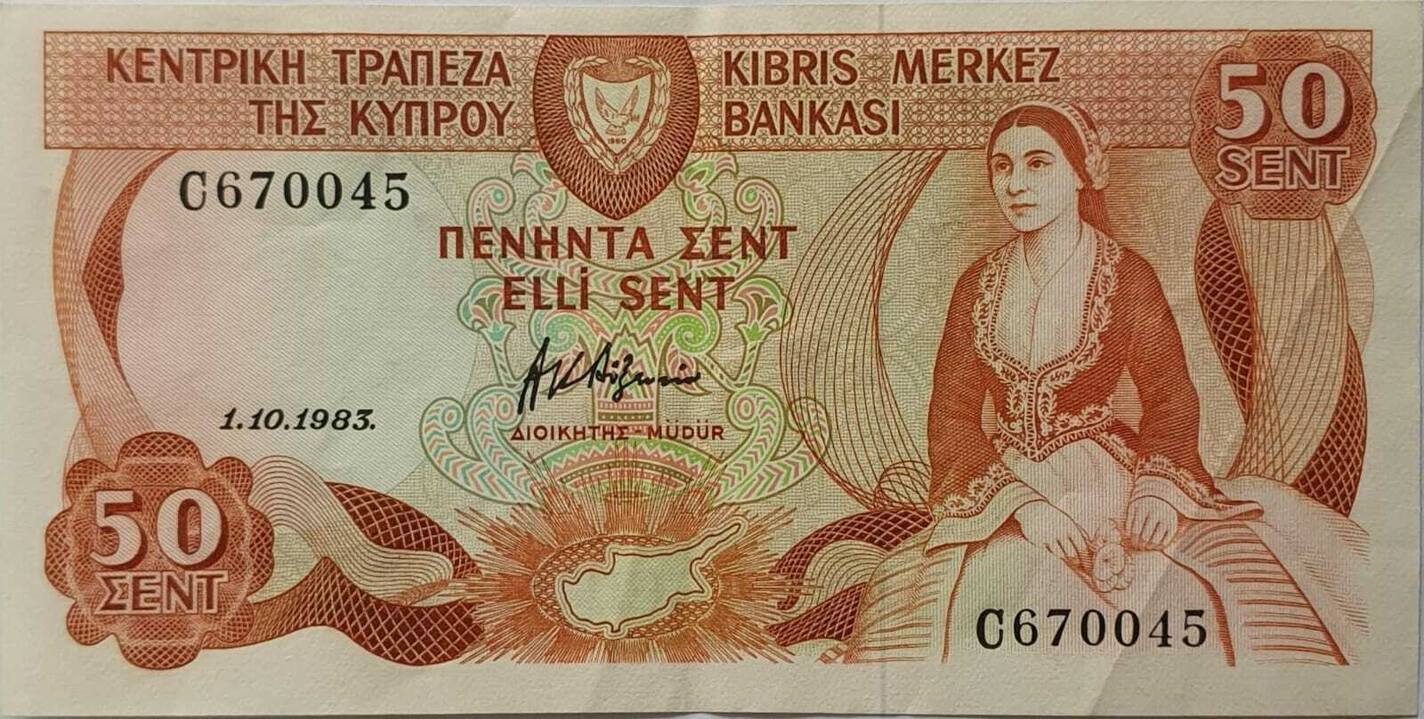 ΚΕΝΤΡΙΚΗ ΤΡΑΠΕΖΑ
ΤΗΣ ΚΥΠΡΟΥ
KIBRIS MERKEZ
BANKASI
50
SENT
1960
C670045
ΠΕΝΗΝΤΑ ΣΕΝΤ
ELLİ SENT
1.10.1983.
ΔΙΟΙΚΗΤΗΣ - MÜDÜR
50
ΣΕΝΤ
C670045